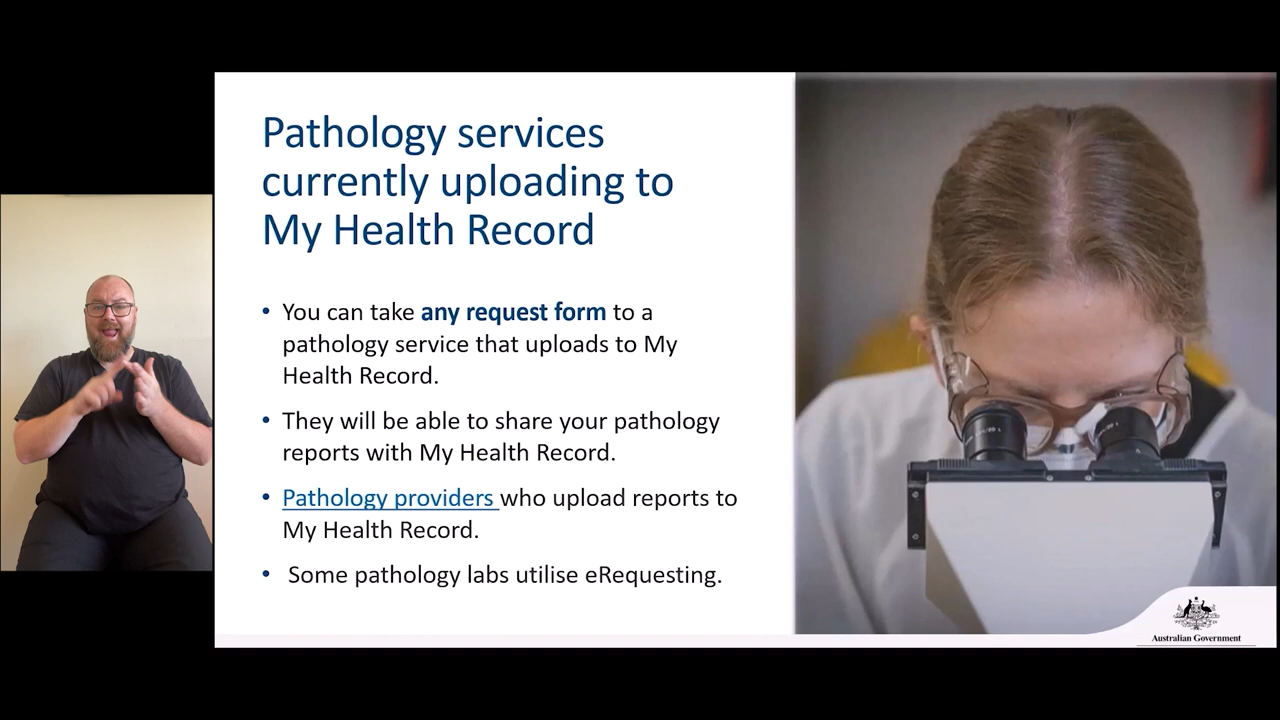 Pathology services
currently uploading to
My Health Record
• You can take any request form to a
pathology service that uploads to My
Health Record.
• They will be able to share your pathology
reports with My Health Record.
• Pathology providers who upload reports to
My Health Record.
• Some pathology labs utilise eRequesting.
Australian Government